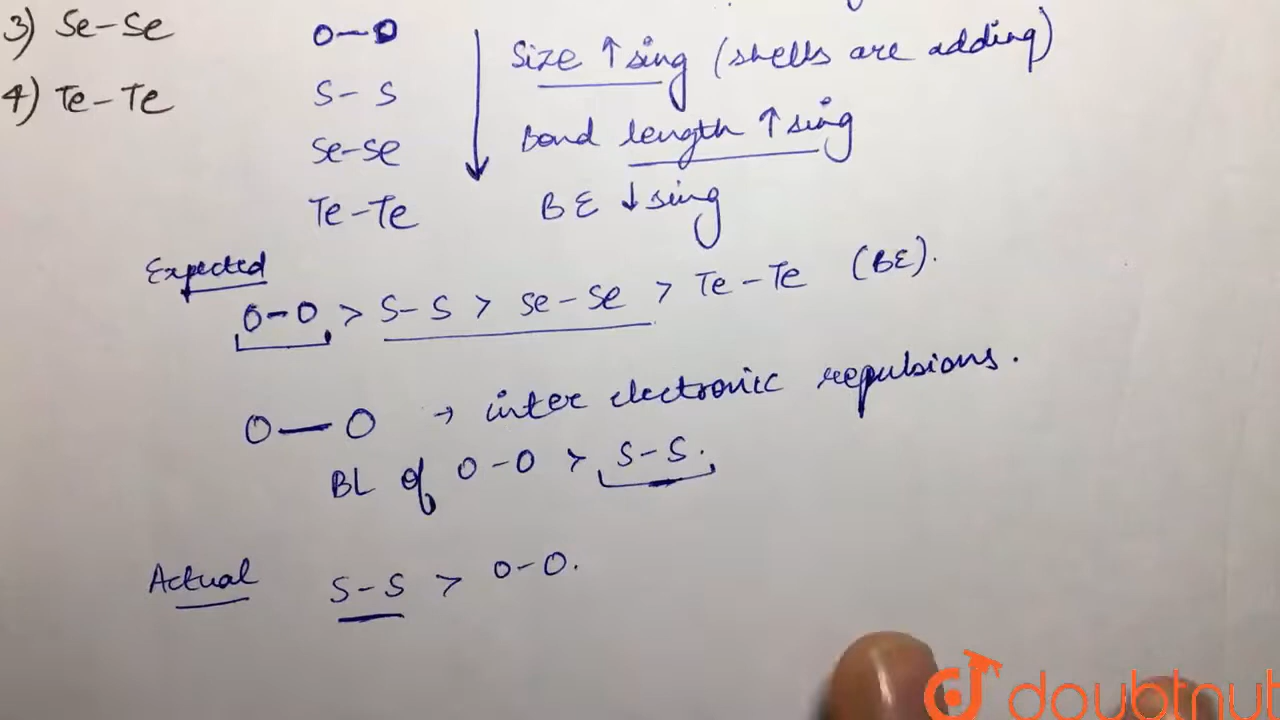 3) Se-Se
4) Te-Te
O-O
S-S
Se-Se
Te-Te
Size ↑sing (shells are adding)
Bond length ↑sing
BE ↓sing
Expected
O-O > S-S > Se-Se > Te-Te (BE).
O-O → inter electronic repulsions.
BL of O-O > S-S.
Actual S-S > O-O.
doubtnut